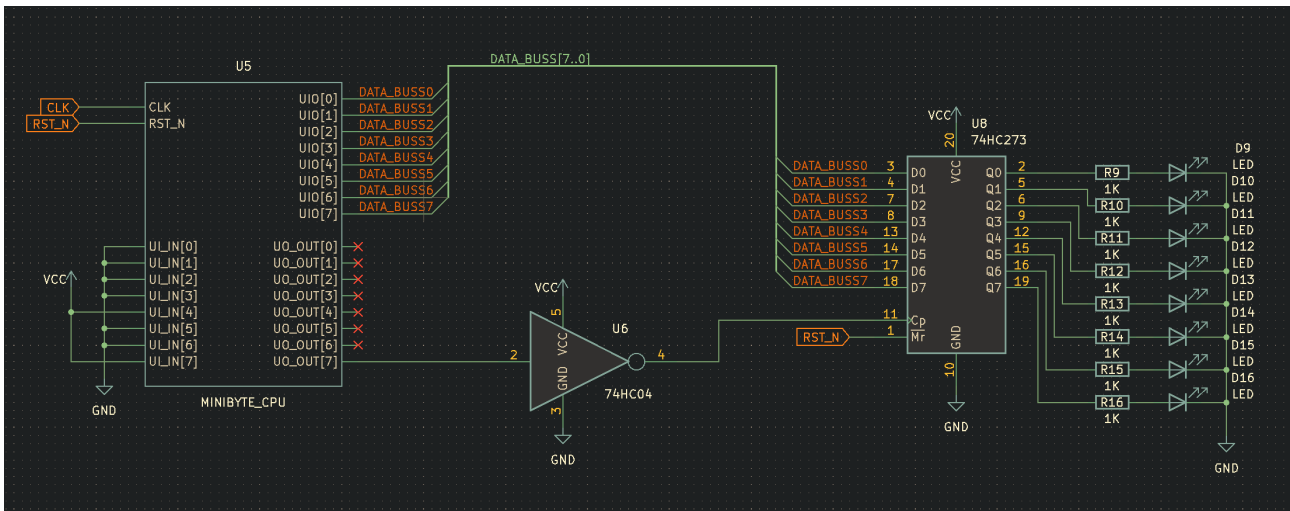 DATA_BUSS[7..0]
U5
CLK
RST_N
CLK
RST_N
UIO[0]
UIO[1]
UIO[2]
UIO[3]
UIO[4]
UIO[5]
UIO[6]
UIO[7]
DATA_BUSS0
DATA_BUSS1
DATA_BUSS2
DATA_BUSS3
DATA_BUSS4
DATA_BUSS5
DATA_BUSS6
DATA_BUSS7
VCC
GND
UI_IN[0]
UI_IN[1]
UI_IN[2]
UI_IN[3]
UI_IN[4]
UI_IN[5]
UI_IN[6]
UI_IN[7]
UO_OUT[0]
UO_OUT[1]
UO_OUT[2]
UO_OUT[3]
UO_OUT[4]
UO_OUT[5]
UO_OUT[6]
UO_OUT[7]
MINIBYTE_CPU
VCC
5
VCC
U6
2
4
GND
74HC04
3
GND
VCC
20
U8
74HC273
VCC
DATA_BUSS0 3 D0
DATA_BUSS1 4 D1
DATA_BUSS2 7 D2
DATA_BUSS3 8 D3
DATA_BUSS4 13 D4
DATA_BUSS5 14 D5
DATA_BUSS6 17 D6
DATA_BUSS7 18 D7
11 Cp
RST_N 1 Mr
GND
10
GND
Q0 2
Q1 5
Q2 6
Q3 9
Q4 12
Q5 15
Q6 16
Q7 19
R9
1K
R10
1K
R11
1K
R12
1K
R13
1K
R14
1K
R15
1K
R16
1K
D9
LED
D10
LED
D11
LED
D12
LED
D13
LED
D14
LED
D15
LED
D16
LED
GND